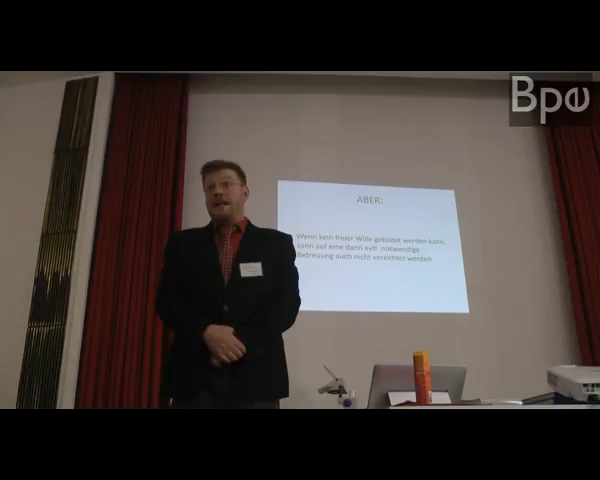 Bpe
ABER:
Wenn kein freier Wille gebildet werden kann,
kann auf eine dann evtl. notwendige
Betreuung auch nicht verzichtet werden